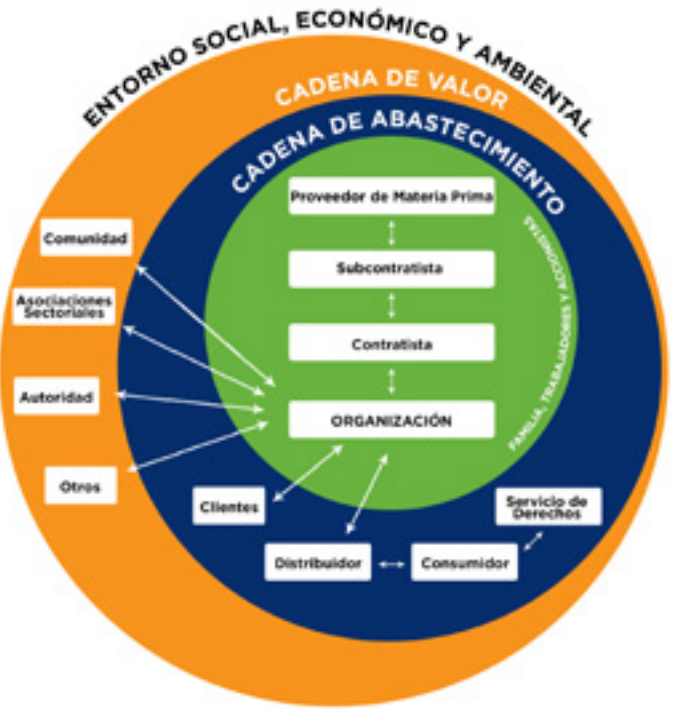 ENTORNO SOCIAL, ECONÓMICO Y AMBIENTAL
CADENA DE VALOR
CADENA DE ABASTECIMIENTO
Proveedor de Materia Prima
Subcontratista
Contratista
ORGANIZACIÓN
FAMILIA, TRABAJADORES Y ACCIONISTAS
Comunidad
Asociaciones
Sectoriales
Autoridad
Otros
Clientes
Distribuidor
Consumidor
Servicio de
Derechos